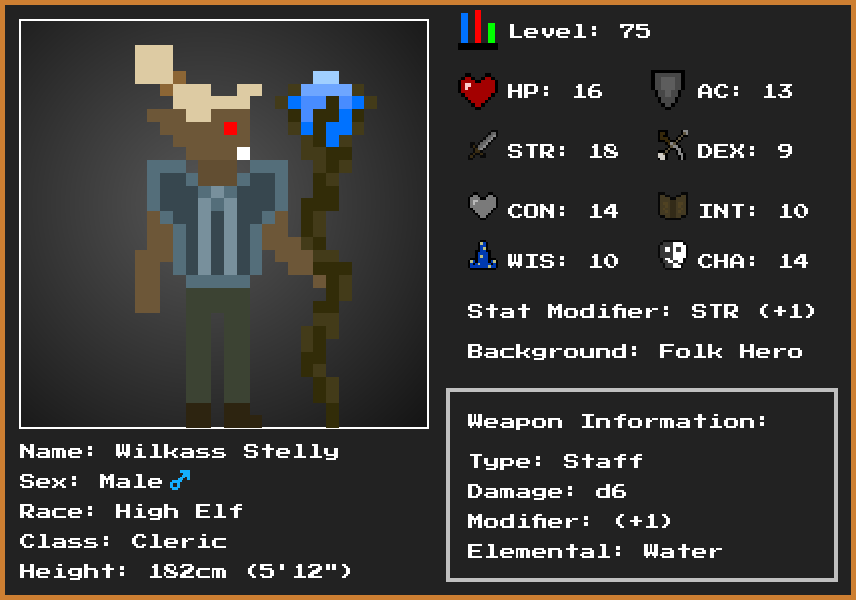 Level: 75
HP: 16 AC: 13
STR: 18 DEX: 9
CON: 14 INT: 10
WIS: 10 CHA: 14
Stat Modifier: STR (+1)
Background: Folk Hero
Weapon Information:
Type: Staff
Damage: d6
Modifier: (+1)
Elemental: Water
Name: Wilkass Stelly
Sex: Male ♂
Race: High Elf
Class: Cleric
Height: 182cm (5'12")